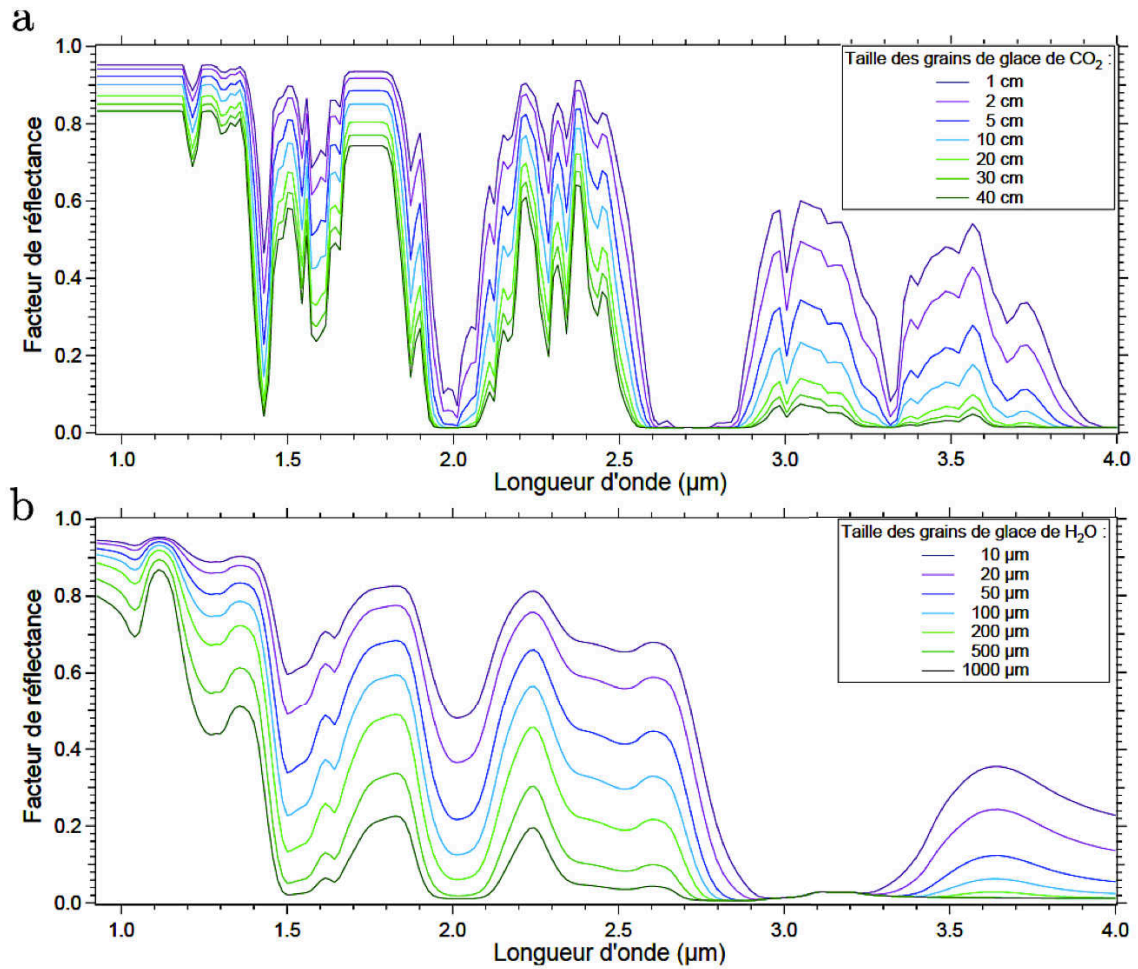 a
Facteur de réflectance
1.0
0.8
0.6
0.4
0.2
0.0
Taille des grains de glace de CO₂ :
1 cm
2 cm
5 cm
10 cm
20 cm
30 cm
40 cm
1.0 1.5 2.0 2.5 3.0 3.5 4.0
Longueur d'onde (µm)
b
Facteur de réflectance
1.0
0.8
0.6
0.4
0.2
0.0
Taille des grains de glace de H₂O :
10 µm
20 µm
50 µm
100 µm
200 µm
500 µm
1000 µm
1.0 1.5 2.0 2.5 3.0 3.5 4.0
Longueur d'onde (µm)